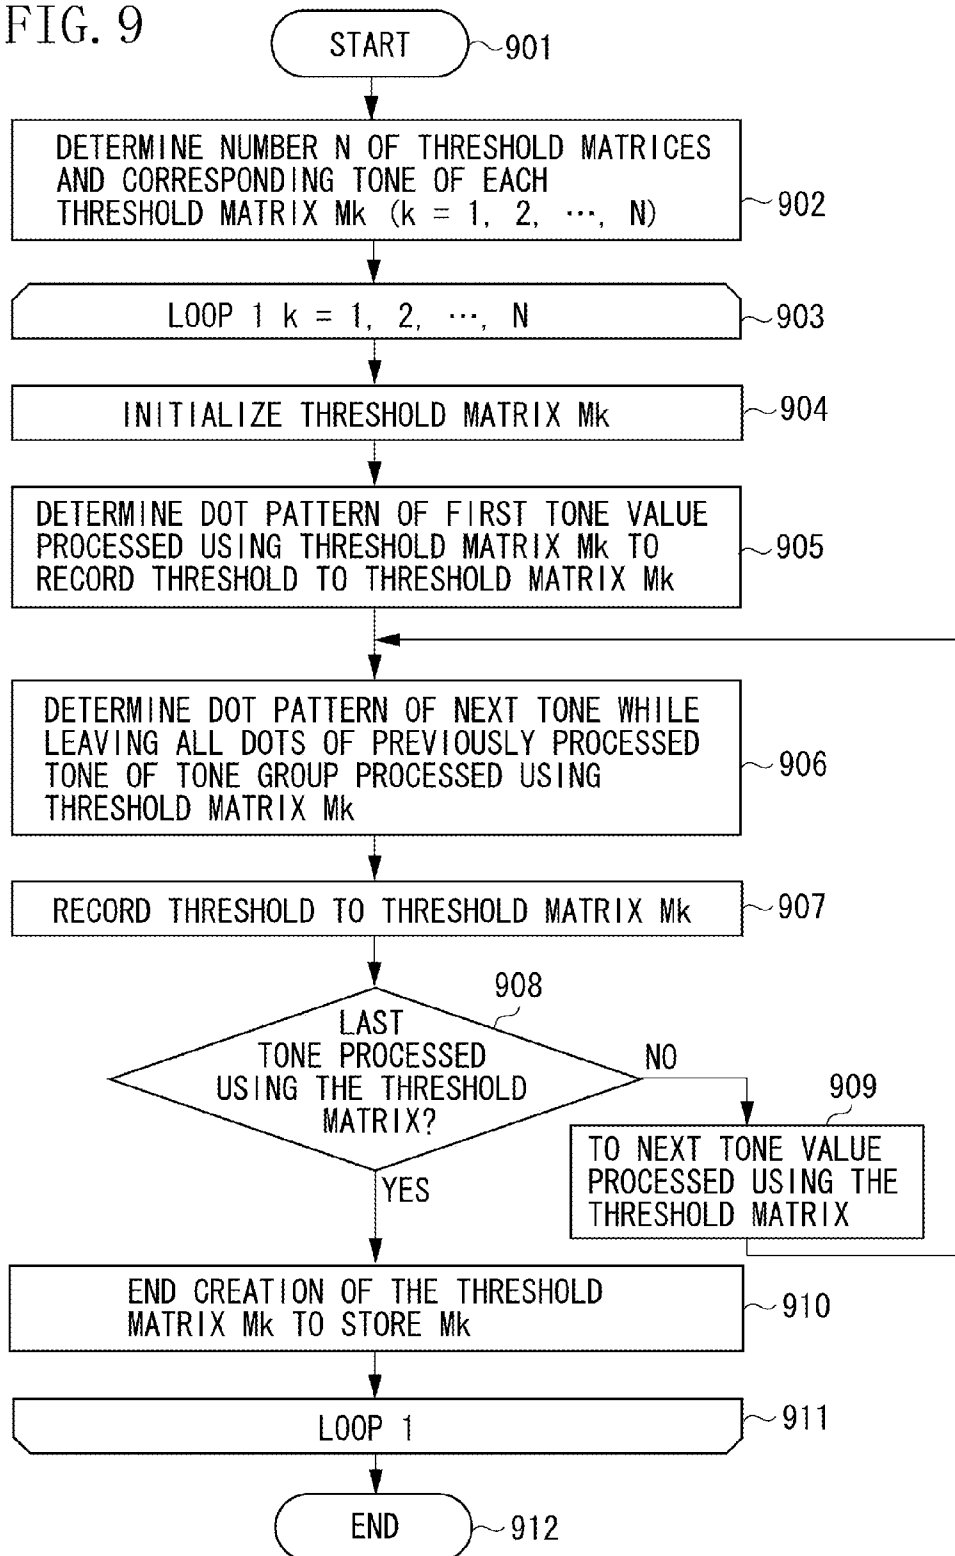 FIG. 9
START
901
DETERMINE NUMBER N OF THRESHOLD MATRICES
AND CORRESPONDING TONE OF EACH
THRESHOLD MATRIX Mk (k = 1, 2, ..., N)
902
LOOP 1 k = 1, 2, ..., N
903
INITIALIZE THRESHOLD MATRIX Mk
904
DETERMINE DOT PATTERN OF FIRST TONE VALUE
PROCESSED USING THRESHOLD MATRIX Mk TO
RECORD THRESHOLD TO THRESHOLD MATRIX Mk
905
DETERMINE DOT PATTERN OF NEXT TONE WHILE
LEAVING ALL DOTS OF PREVIOUSLY PROCESSED
TONE OF TONE GROUP PROCESSED USING
THRESHOLD MATRIX Mk
906
RECORD THRESHOLD TO THRESHOLD MATRIX Mk
907
908
LAST
TONE PROCESSED
USING THE THRESHOLD
MATRIX?
NO
YES
909
TO NEXT TONE VALUE
PROCESSED USING THE
THRESHOLD MATRIX
END CREATION OF THE THRESHOLD
MATRIX Mk TO STORE Mk
910
LOOP 1
911
END
912